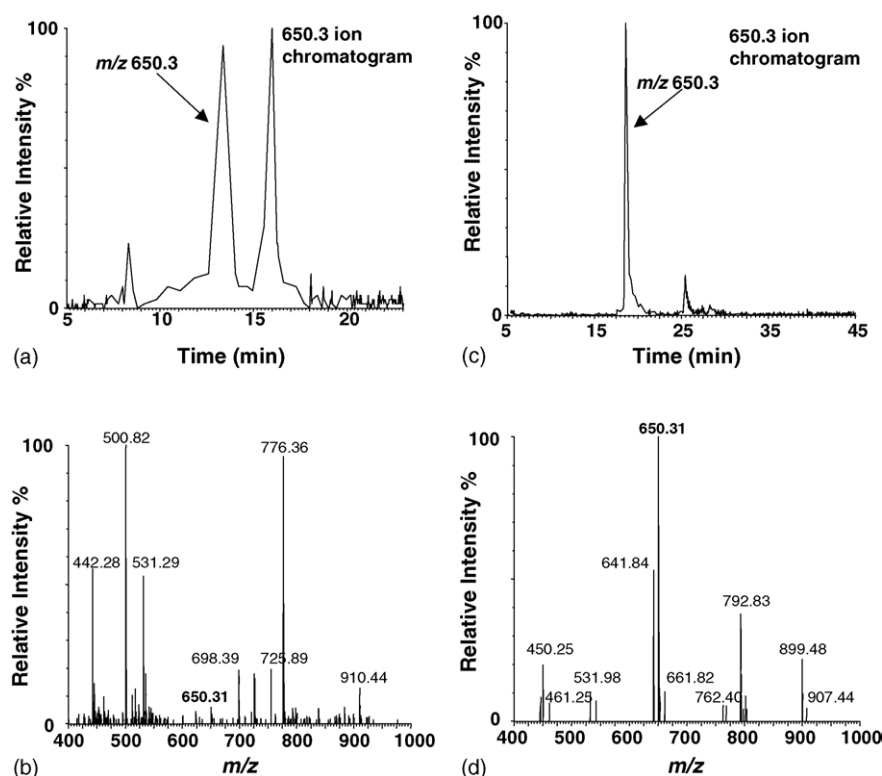 100
650.3 ion
chromatogram
m/z 650.3
Relative Intensity %
0
5 10 15 20
Time (min)
(a)
100
650.3 ion
chromatogram
m/z 650.3
Relative Intensity %
0
5 15 25 35 45
Time (min)
(c)
100
500.82
776.36
442.28
531.29
698.39
725.89
650.31
910.44
Relative Intensity %
0
400 500 600 700 800 900 1000
m/z
(b)
650.31
100
641.84
792.83
450.25
899.48
531.98
661.82
461.25
762.40
907.44
Relative Intensity %
0
400 500 600 700 800 900 1000
m/z
(d)